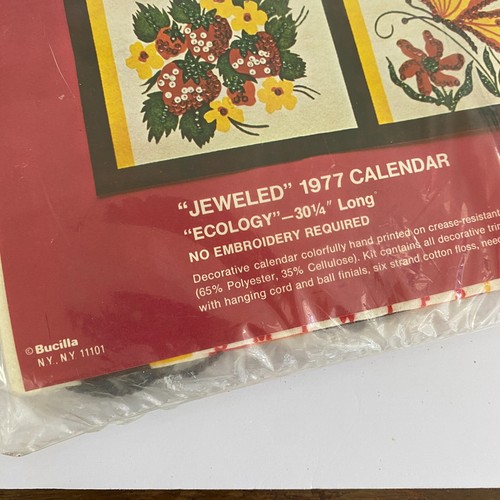 "JEWELED" 1977 CALENDAR
"ECOLOGY"—30¼" Long
NO EMBROIDERY REQUIRED
Decorative calendar colorfully hand printed on crease-resistant
(65% Polyester, 35% Cellulose). Kit contains all decorative
with hanging cord and ball finials, six strand cotton floss,
© Bucilla
N.Y., N.Y. 11101